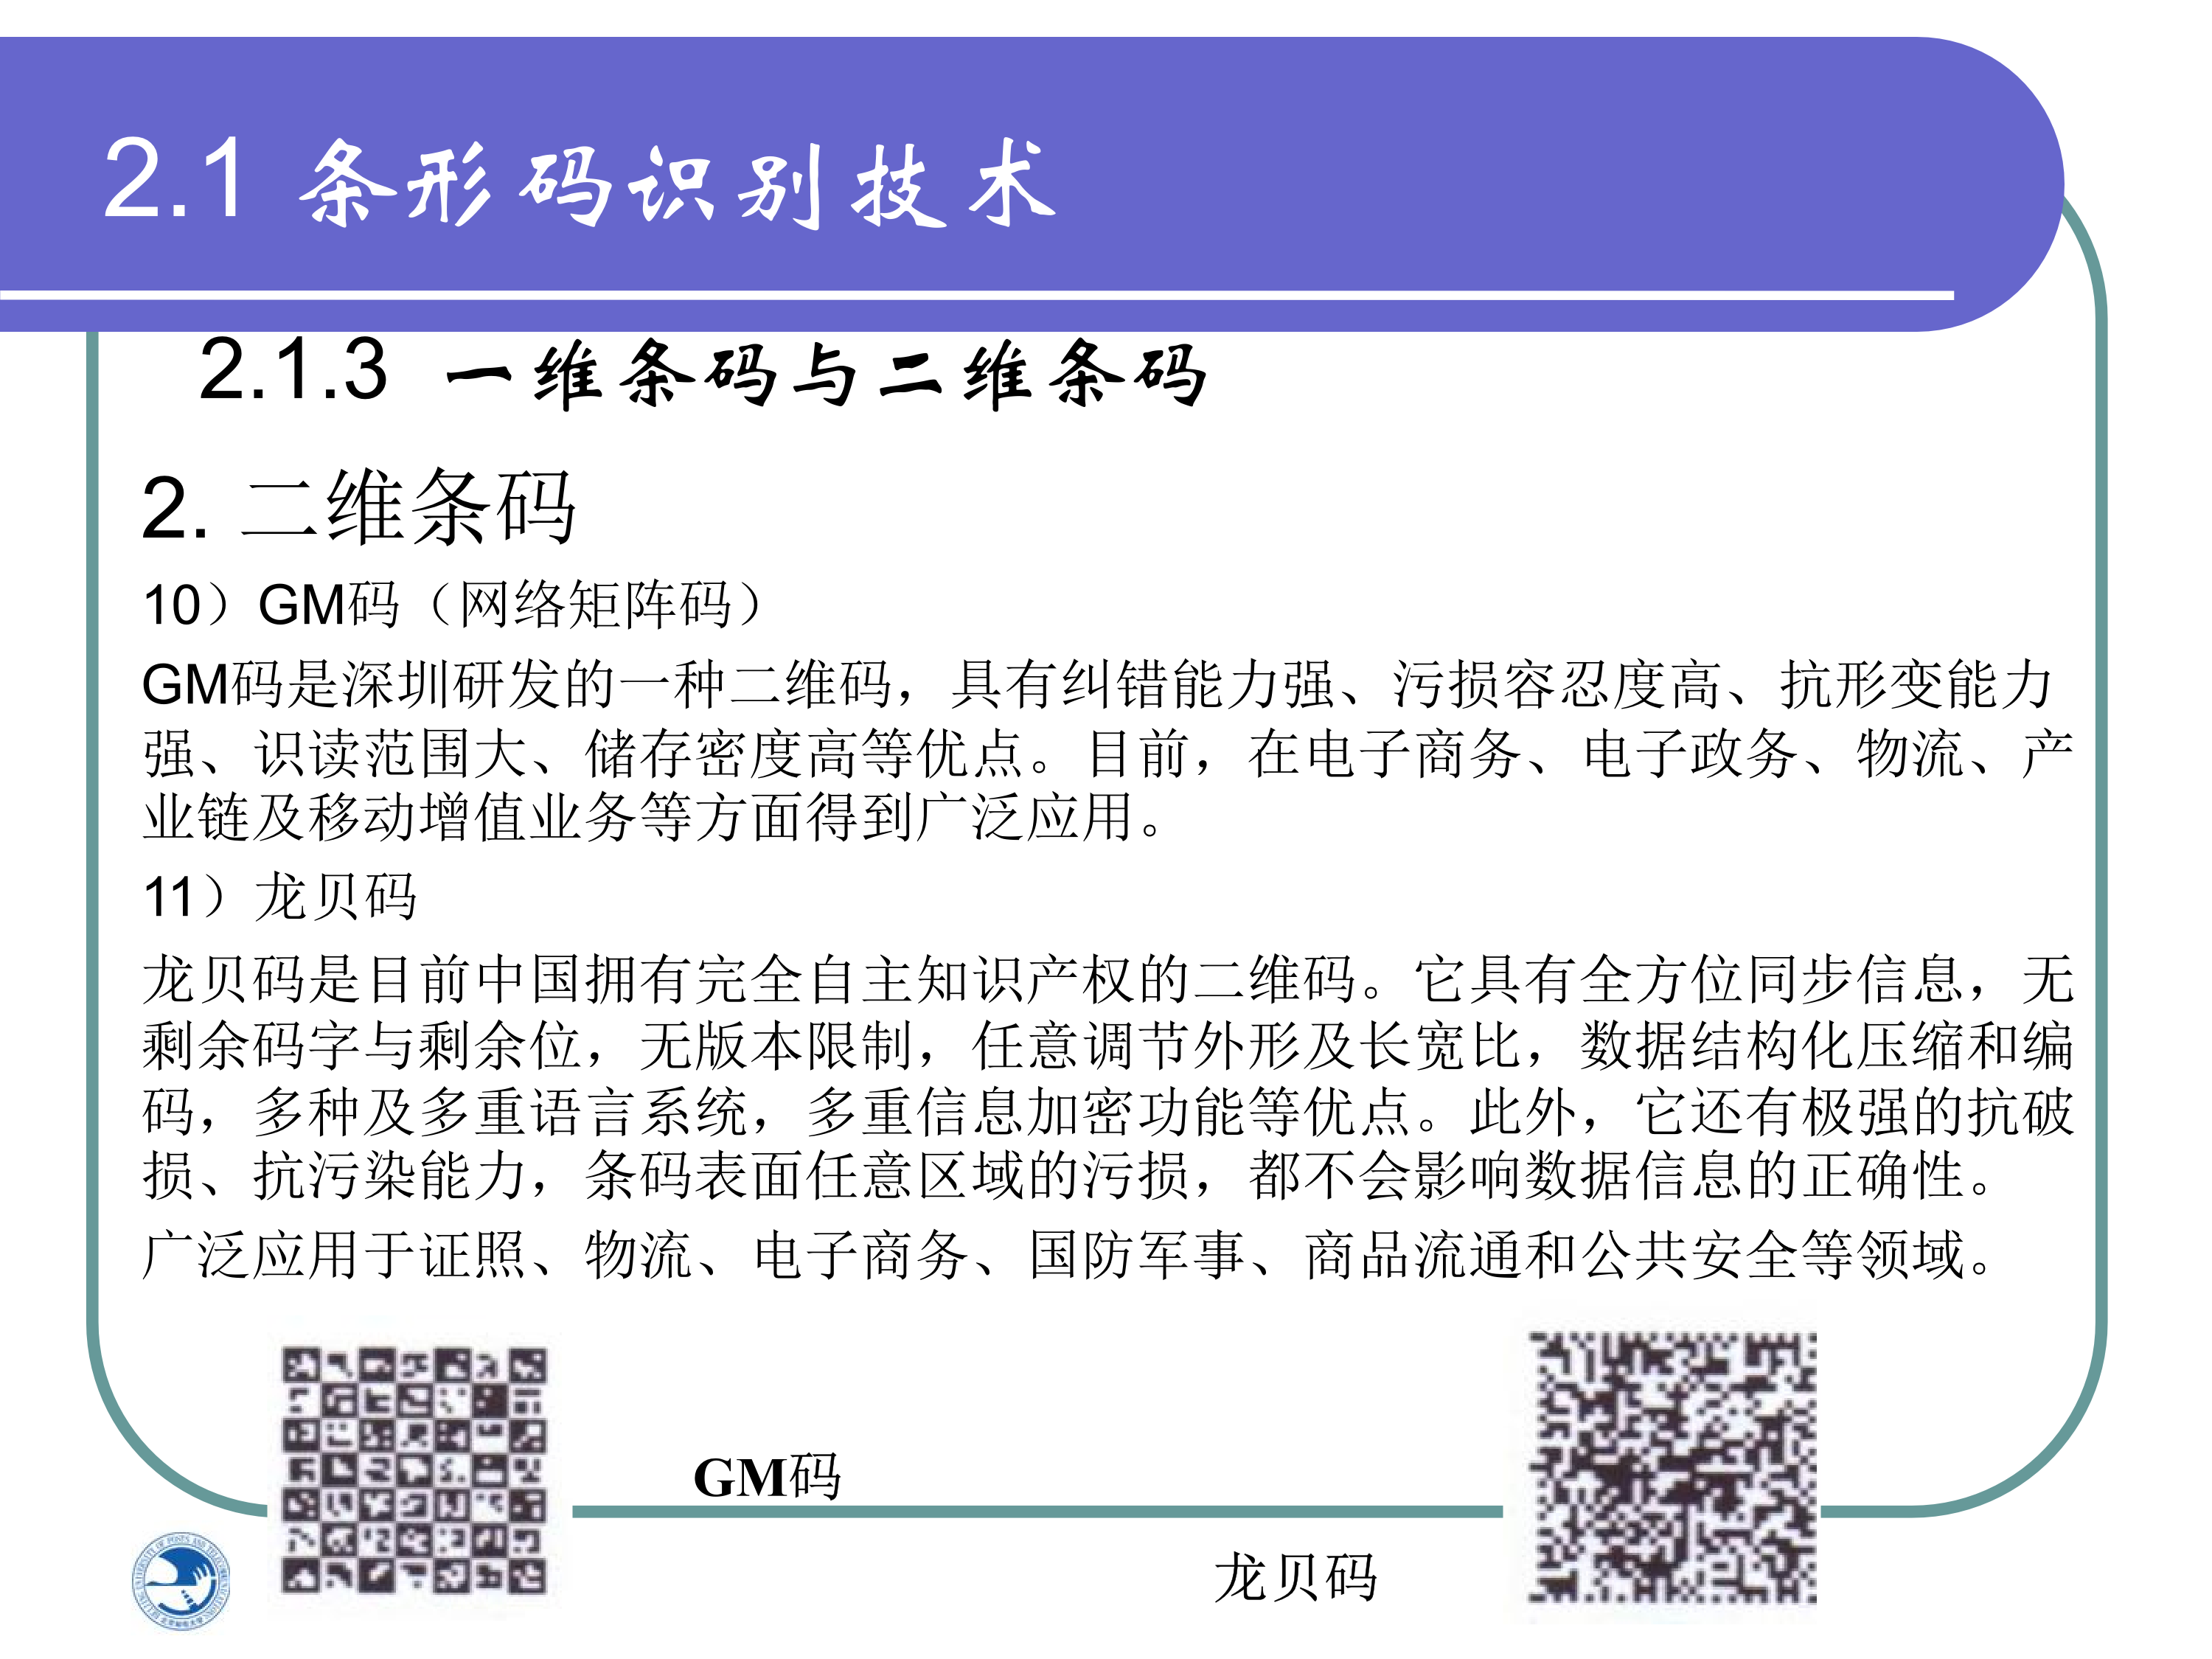 2.1 条形码识别技术
2.1.3 一维条码与二维条码
2. 二维条码
10）GM码（网络矩阵码）
GM码是深圳研发的一种二维码，具有纠错能力强、污损容忍度高、抗形变能力
强、识读范围大、储存密度高等优点。目前，在电子商务、电子政务、物流、产
业链及移动增值业务等方面得到广泛应用。
11）龙贝码
龙贝码是目前中国拥有完全自主知识产权的二维码。它具有全方位同步信息，无
剩余码字与剩余位，无版本限制，任意调节外形及长宽比，数据结构化压缩和编
码，多种及多重语言系统，多重信息加密功能等优点。此外，它还有极强的抗破
损、抗污染能力，条码表面任意区域的污损，都不会影响数据信息的正确性。
广泛应用于证照、物流、电子商务、国防军事、商品流通和公共安全等领域。
GM码
龙贝码